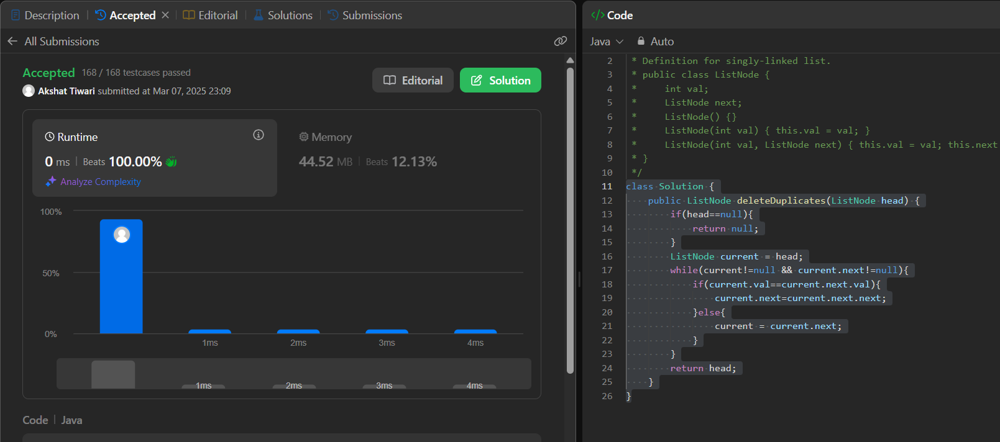 Description
Accepted
Editorial
Solutions
Submissions
All Submissions
Accepted 168 / 168 testcases passed
Akshat Tiwari submitted at Mar 07, 2025 23:09
Editorial
Solution
Runtime
0 ms | Beats 100.00%
Analyze Complexity
Memory
44.52 MB | Beats 12.13%
100%
50%
0%
1ms 2ms 3ms 4ms
1ms 2ms 3ms 4ms
Code | Java
</> Code
Java Auto
2 * Definition for singly-linked list.
3 * public class ListNode {
4 *     int val;
5 *     ListNode next;
6 *     ListNode() {}
7 *     ListNode(int val) { this.val = val; }
8 *     ListNode(int val, ListNode next) { this.val = val; this.next
9 * }
10 */
11 class Solution {
12     public ListNode deleteDuplicates(ListNode head) {
13         if(head==null){
14             return null;
15         }
16         ListNode current = head;
17         while(current!=null && current.next!=null){
18             if(current.val==current.next.val){
19                 current.next=current.next.next;
20             }else{
21                 current = current.next;
22             }
23         }
24         return head;
25     }
26 }